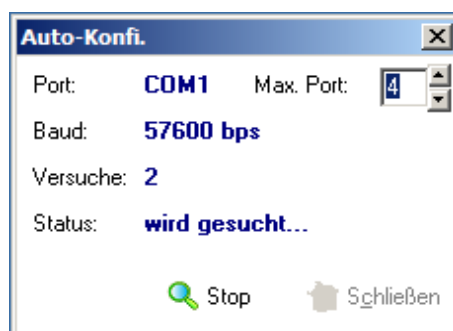 Auto-Konfi.
Port: COM1 Max. Port: 4
Baud: 57600 bps
Versuche: 2
Status: wird gesucht...
Stop Schließen